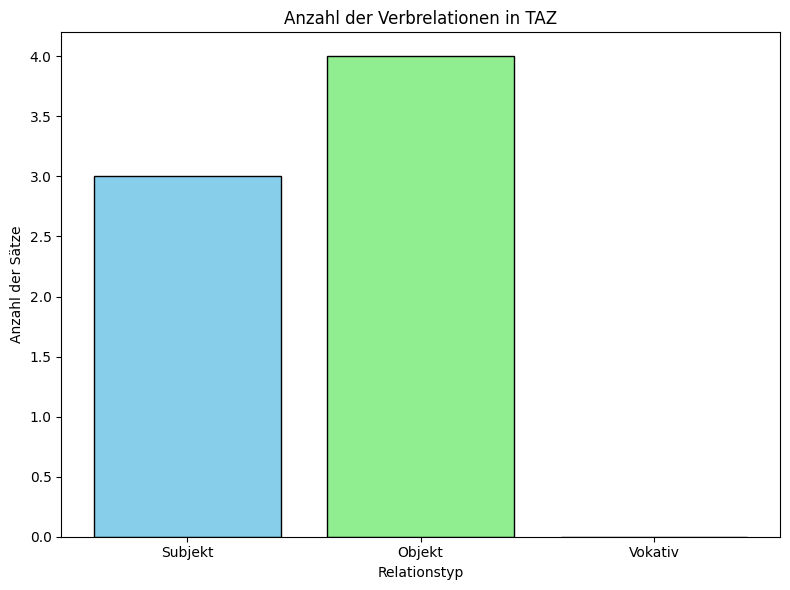 Anzahl der Verbrelationen in TAZ
4.0
3.5
3.0
2.5
2.0
1.5
1.0
0.5
0.0
Anzahl der Sätze
Subjekt Objekt Vokativ
Relationstyp